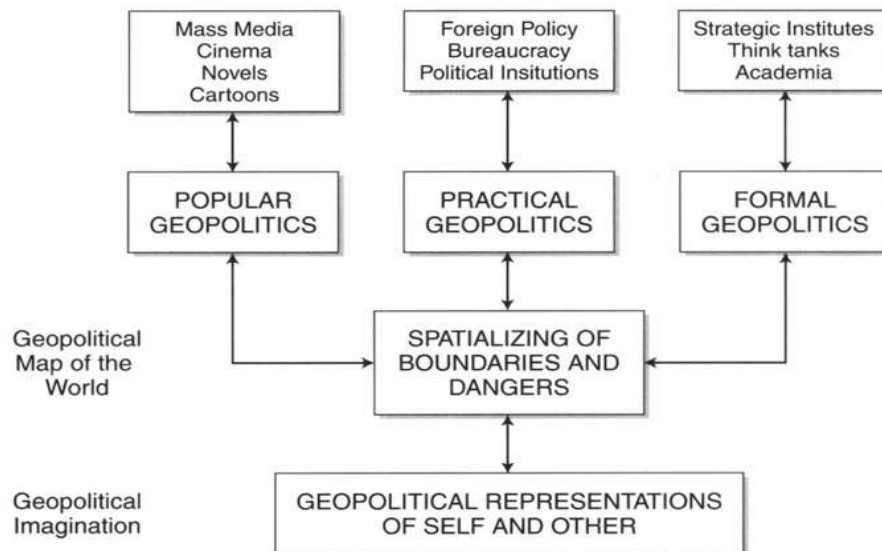 Mass Media
Cinema
Novels
Cartoons
Foreign Policy
Bureaucracy
Political Insitutions
Strategic Institutes
Think tanks
Academia
POPULAR
GEOPOLITICS
PRACTICAL
GEOPOLITICS
FORMAL
GEOPOLITICS
Geopolitical
Map of the
World
SPATIALIZING OF
BOUNDARIES AND
DANGERS
Geopolitical
Imagination
GEOPOLITICAL REPRESENTATIONS
OF SELF AND OTHER